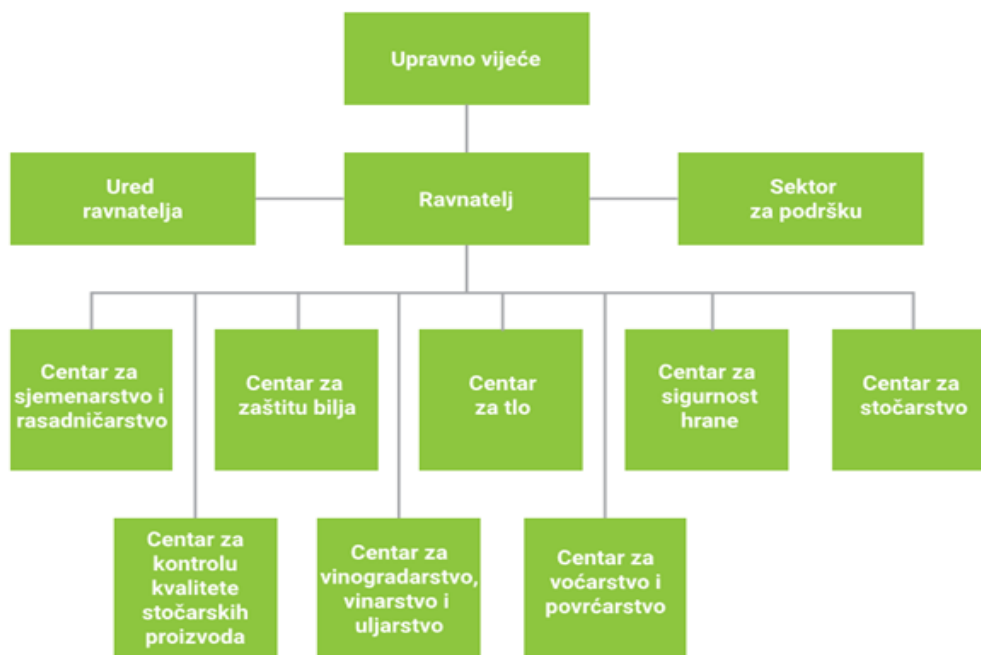 Upravno vijeće
Ured
ravnatelja
Ravnatelj
Sektor
za podršku
Centar za
sjemenarstvo i
rasadničarstvo
Centar za
zaštitu bilja
Centar
za tlo
Centar za
sigurnost
hrane
Centar za
stočarstvo
Centar za
kontrolu
kvalitete
stočarskih
proizvoda
Centar za
vinogradarstvo,
vinarstvo i
uljarstvo
Centar za
voćarstvo i
povrćarstvo